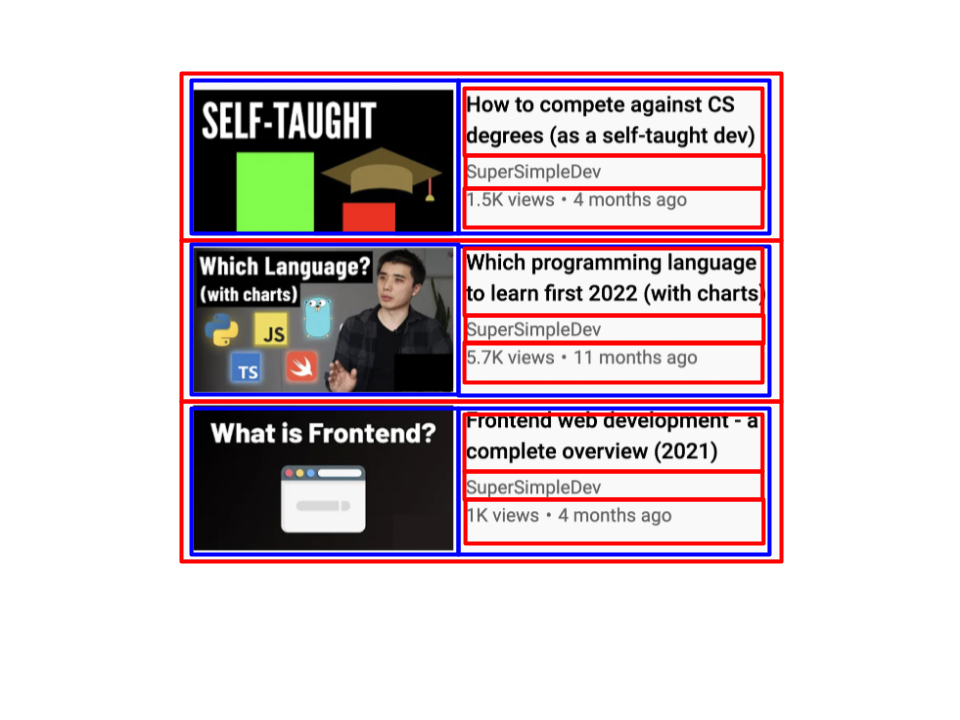 SELF-TAUGHT
How to compete against CS
degrees (as a self-taught dev)
SuperSimpleDev
1.5K views • 4 months ago
Which Language?
(with charts)
JS
TS
Which programming language
to learn first 2022 (with charts)
SuperSimpleDev
5.7K views • 11 months ago
What is Frontend?
Frontend web development - a
complete overview (2021)
SuperSimpleDev
1K views • 4 months ago